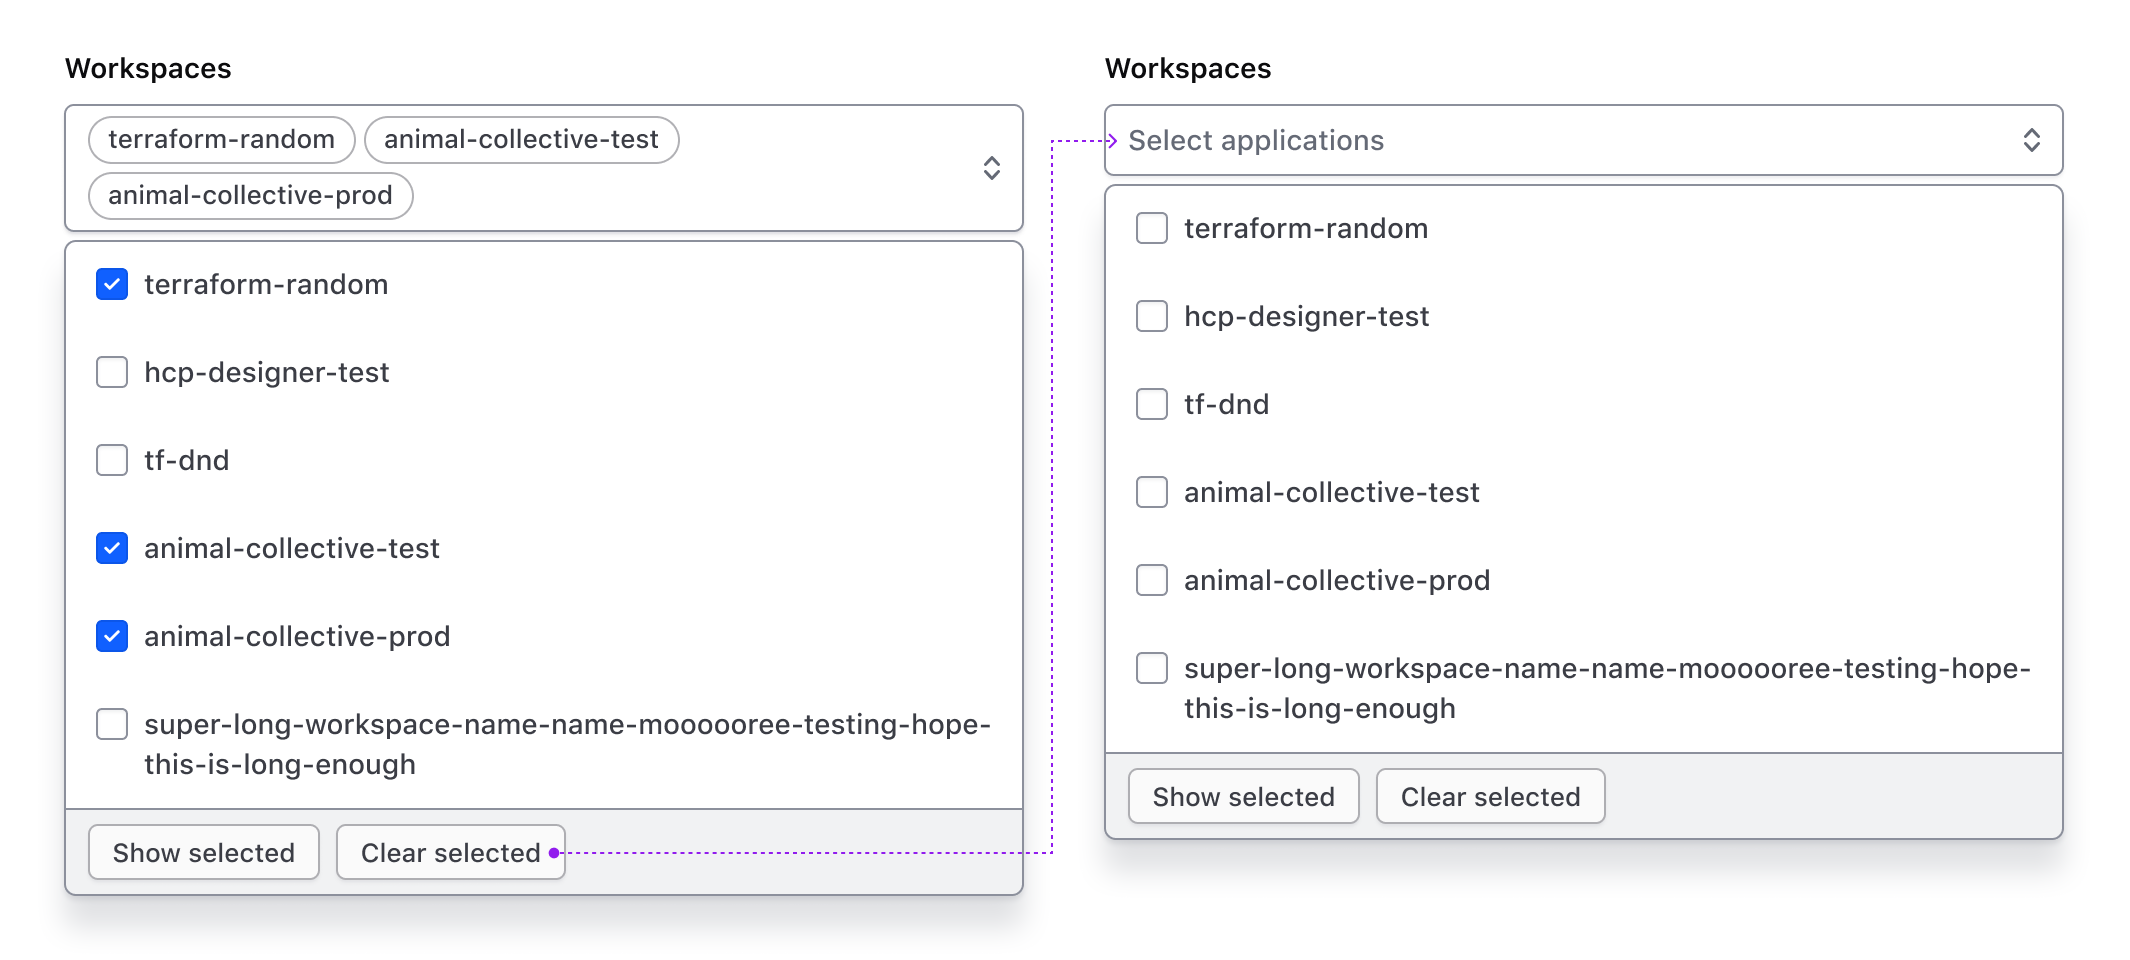 Workspaces
terraform-random animal-collective-test
animal-collective-prod
terraform-random
hcp-designer-test
tf-dnd
animal-collective-test
animal-collective-prod
super-long-workspace-name-name-moooooree-testing-hope-
this-is-long-enough
Show selected Clear selected
Workspaces
Select applications
terraform-random
hcp-designer-test
tf-dnd
animal-collective-test
animal-collective-prod
super-long-workspace-name-name-moooooree-testing-hope-
this-is-long-enough
Show selected Clear selected